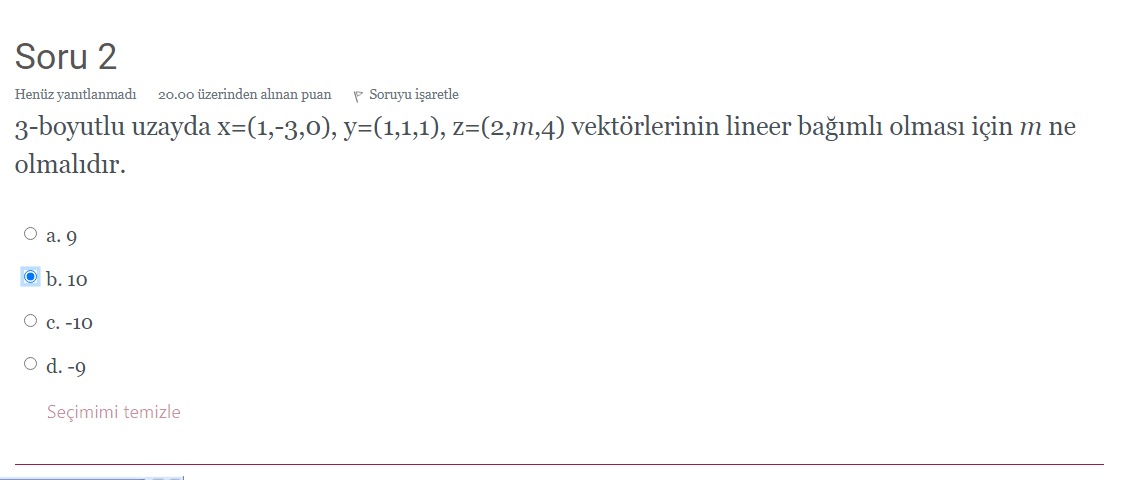 Soru 2
Henüz yanıtlanmadı 20.00 üzerinden alınan puan Soruyu işaretle
3-boyutlu uzayda x=(1,-3,0), y=(1,1,1), z=(2,m,4) vektörlerinin lineer bağımlı olması için m ne
olmalıdır.
a. 9
b. 10
c. -10
d. -9
Seçimimi temizle